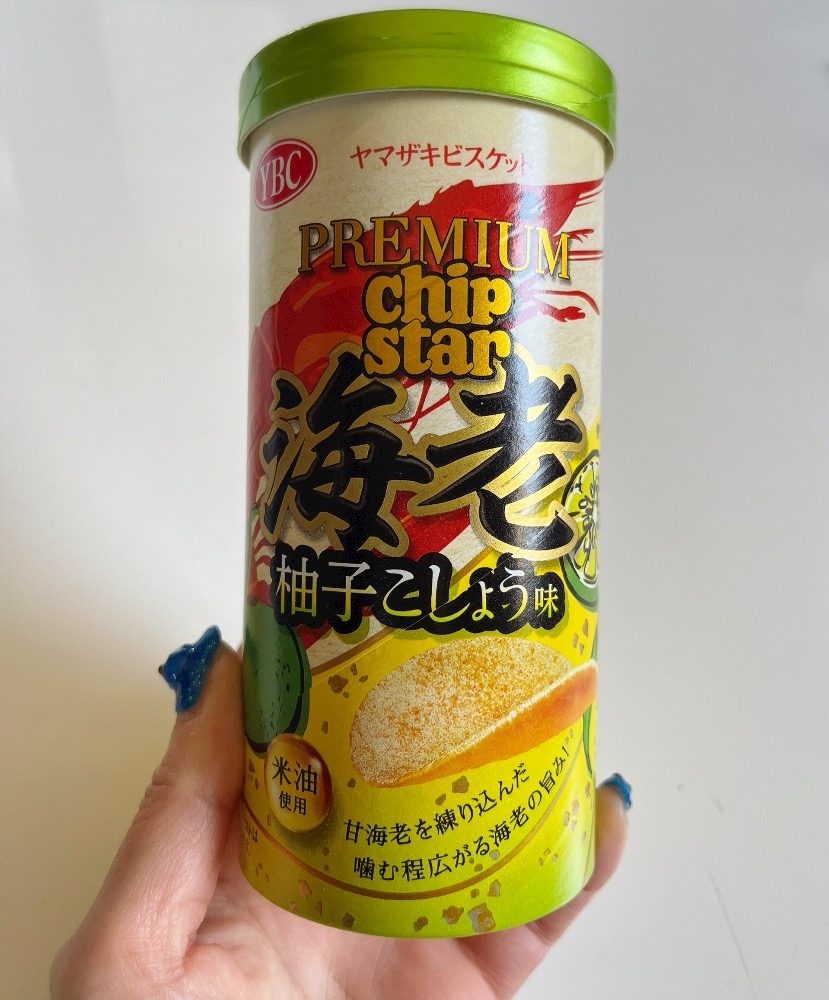 YBC
ヤマザキビスケット
PREMIUM
chip
star
海老
柚子こしょう味
米油
使用
甘海老を練り込んだ
噛む程広がる海老の旨み!